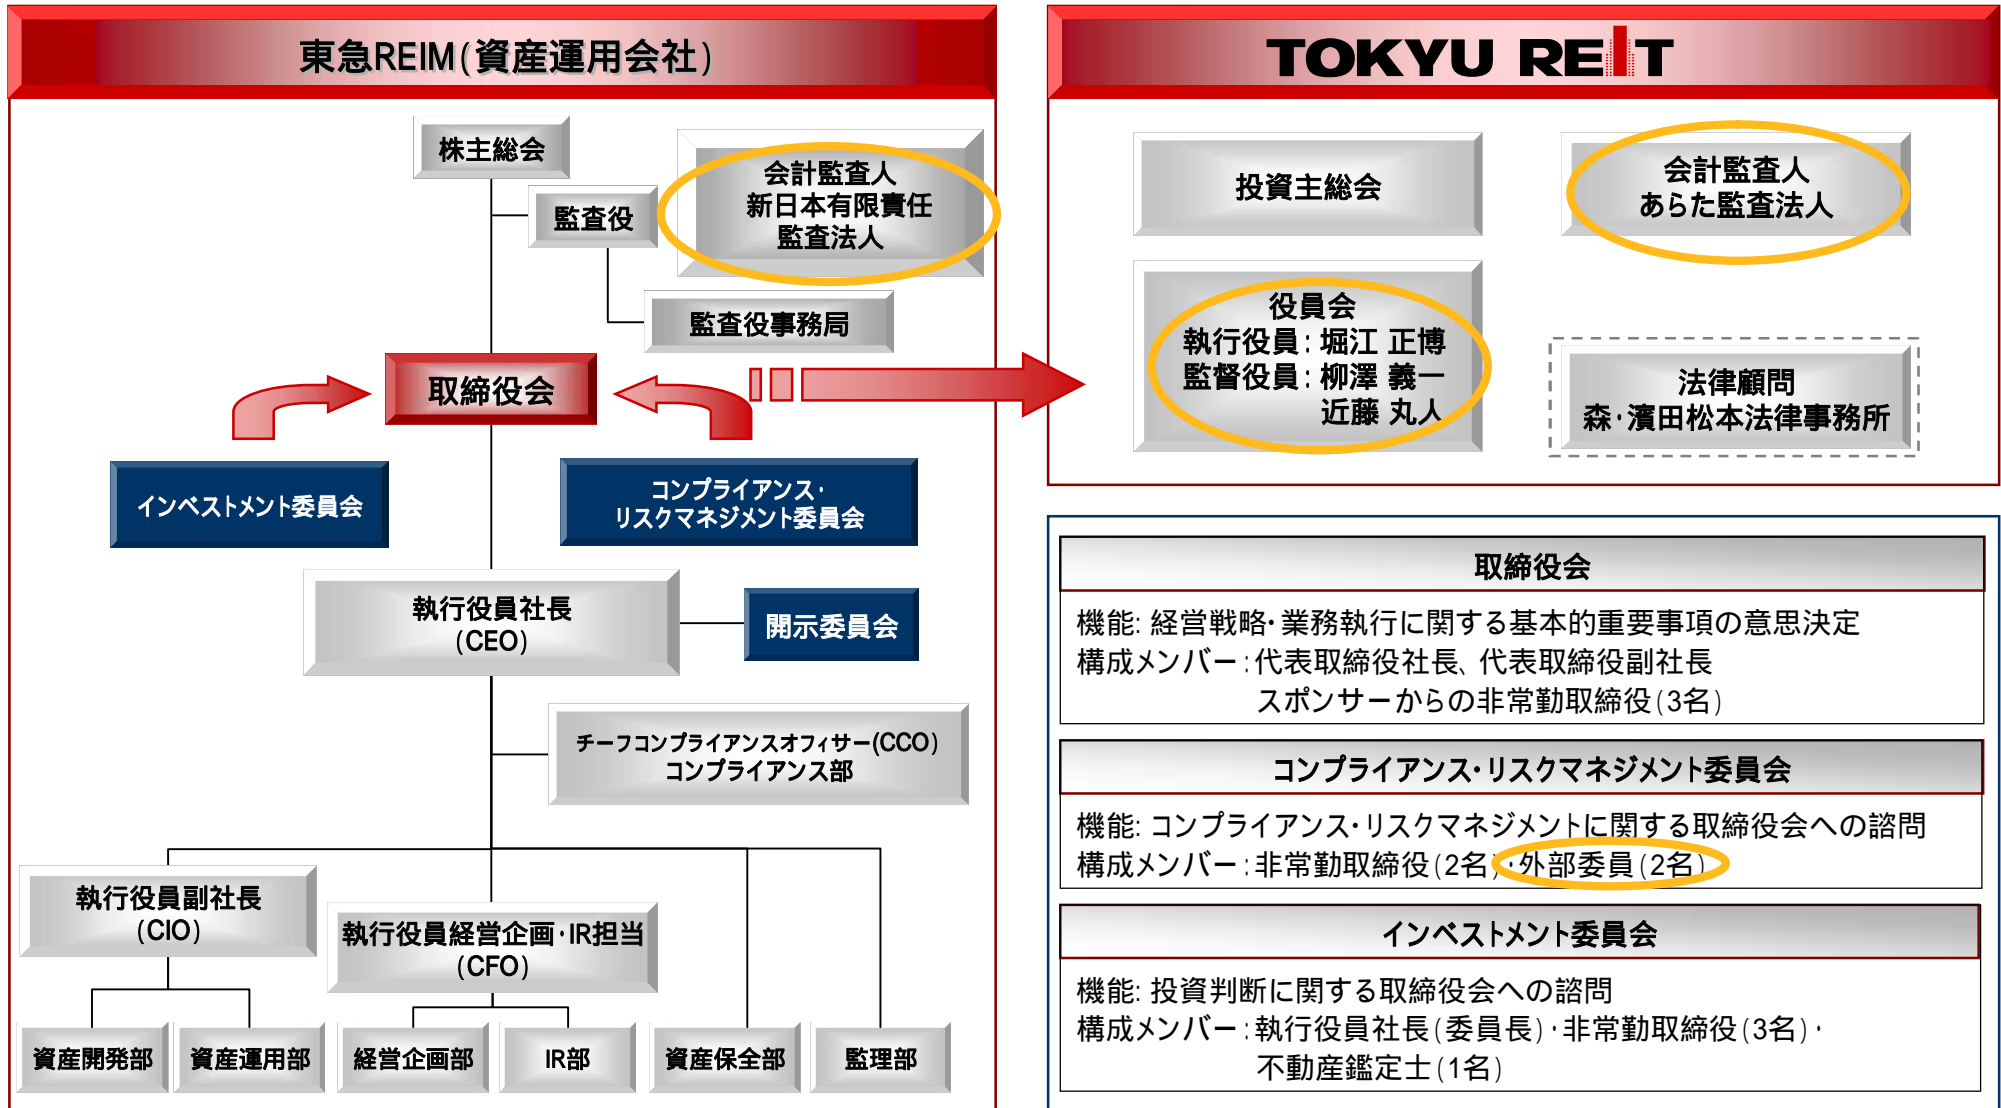 東急REIM(資産運用会社)
株主総会
監査役
会計監査人
新日本有限責任
監査法人
監査役事務局
取締役会
インベストメント委員会
コンプライアンス・
リスクマネジメント委員会
執行役員社長
(CEO)
開示委員会
チーフコンプライアンスオフィサー(CCO)
コンプライアンス部
執行役員副社長
(CIO)
執行役員経営企画・IR担当
(CFO)
資産開発部
資産運用部
経営企画部
IR部
資産保全部
監理部
TOKYU REIT
投資主総会
会計監査人
あらた監査法人
役員会
執行役員:堀江 正博
監督役員:柳澤 義一
近藤 丸人
法律顧問
森・濱田松本法律事務所
取締役会
機能:経営戦略・業務執行に関する基本的重要事項の意思決定
構成メンバー:代表取締役社長、代表取締役副社長
スポンサーからの非常勤取締役(3名)
コンプライアンス・リスクマネジメント委員会
機能:コンプライアンス・リスクマネジメントに関する取締役会への諮問
構成メンバー:非常勤取締役(2名)・外部委員(2名)
インベストメント委員会
機能:投資判断に関する取締役会への諮問
構成メンバー:執行役員社長(委員長)・非常勤取締役(3名)・
不動産鑑定士(1名)